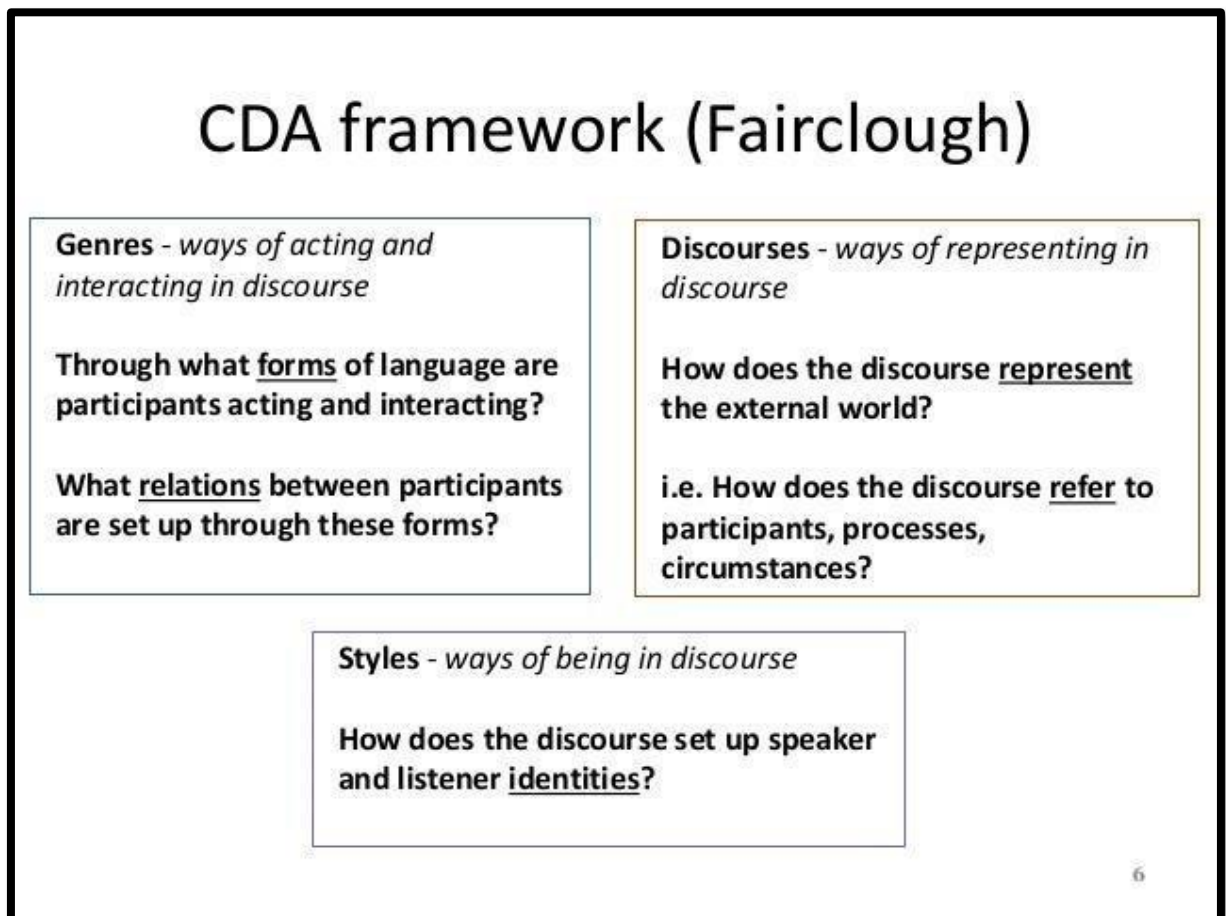 CDA framework (Fairclough)
Genres - ways of acting and
interacting in discourse
Through what forms of language are
participants acting and interacting?
What relations between participants
are set up through these forms?
Discourses - ways of representing in
discourse
How does the discourse represent
the external world?
i.e. How does the discourse refer to
participants, processes,
circumstances?
Styles - ways of being in discourse
How does the discourse set up speaker
and listener identities?
6